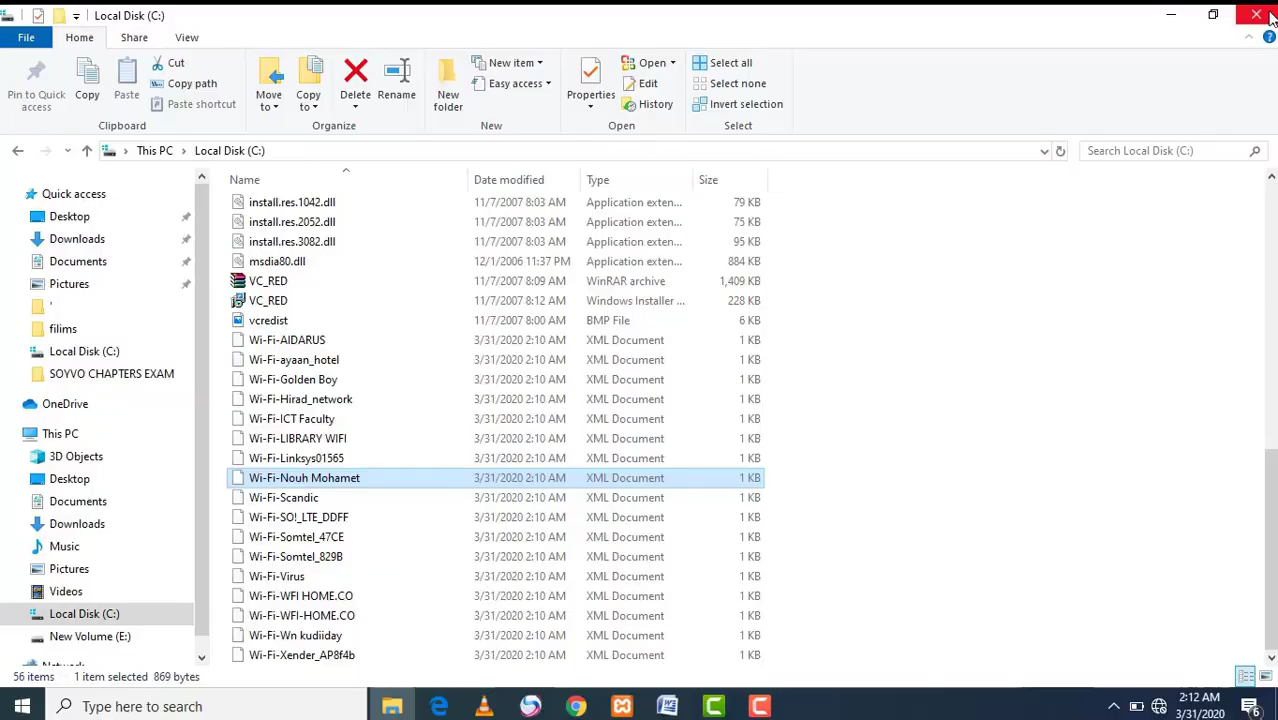 Local Disk (C:)
File Home Share View
Pin to Quick access
Copy
Paste
Cut
Copy path
Paste shortcut
Clipboard
Move to
Copy to
Delete
Rename
Organize
New folder
New item
Easy access
New
Properties
Open
Edit
History
Open
Select all
Select none
Invert selection
Select
This PC Local Disk (C:)
Search Local Disk (C:)
Quick access
Desktop
Downloads
Documents
Pictures
'
filims
Local Disk (C:)
SOYVO CHAPTERS EXAM
OneDrive
This PC
3D Objects
Desktop
Documents
Downloads
Music
Pictures
Videos
Local Disk (C:)
New Volume (E:)
Network
Name Date modified Type Size
install.res.1042.dll 11/7/2007 8:03 AM Application exten... 79 KB
install.res.2052.dll 11/7/2007 8:03 AM Application exten... 75 KB
install.res.3082.dll 11/7/2007 8:03 AM Application exten... 95 KB
msdia80.dll 12/1/2006 11:37 PM Application exten... 884 KB
VC_RED 11/7/2007 8:09 AM WinRAR archive 1,409 KB
VC_RED 11/7/2007 8:12 AM Windows Installer ... 228 KB
vcredist 11/7/2007 8:00 AM BMP File 6 KB
Wi-Fi-AIDARUS 3/31/2020 2:10 AM XML Document 1 KB
Wi-Fi-ayaan_hotel 3/31/2020 2:10 AM XML Document 1 KB
Wi-Fi-Golden Boy 3/31/2020 2:10 AM XML Document 1 KB
Wi-Fi-Hirad_network 3/31/2020 2:10 AM XML Document 1 KB
Wi-Fi-ICT Faculty 3/31/2020 2:10 AM XML Document 1 KB
Wi-Fi-LIBRARY WIFI 3/31/2020 2:10 AM XML Document 1 KB
Wi-Fi-Linksys01565 3/31/2020 2:10 AM XML Document 1 KB
Wi-Fi-Nouh Mohamet 3/31/2020 2:10 AM XML Document 1 KB
Wi-Fi-Scandic 3/31/2020 2:10 AM XML Document 1 KB
Wi-Fi-SO!_LTE_DDFF 3/31/2020 2:10 AM XML Document 1 KB
Wi-Fi-Somtel_47CE 3/31/2020 2:10 AM XML Document 1 KB
Wi-Fi-Somtel_829B 3/31/2020 2:10 AM XML Document 1 KB
Wi-Fi-Virus 3/31/2020 2:10 AM XML Document 1 KB
Wi-Fi-WFI HOME.CO 3/31/2020 2:10 AM XML Document 1 KB
Wi-Fi-WFI-HOME.CO 3/31/2020 2:10 AM XML Document 1 KB
Wi-Fi-Wn kudiiday 3/31/2020 2:10 AM XML Document 1 KB
Wi-Fi-Xender_AP8f4b 3/31/2020 2:10 AM XML Document 1 KB
56 items 1 item selected 869 bytes
Type here to search
2:12 AM
3/31/2020
6